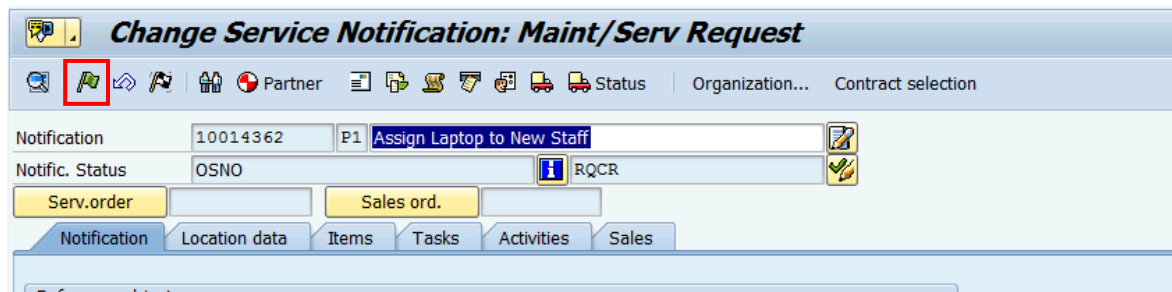 Change Service Notification: Maint/Serv Request
Partner Status Organization... Contract selection
Notification 10014362 P1 Assign Laptop to New Staff
Notific. Status OSNO RQCR
Serv.order Sales ord.
Notification Location data Items Tasks Activities Sales